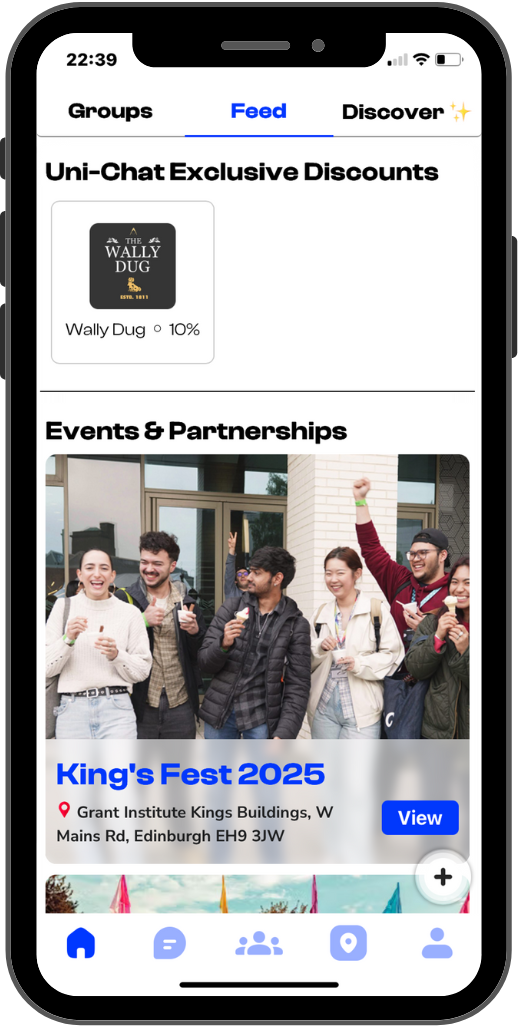 22:39
Groups
Feed
Discover ✨
Uni-Chat Exclusive Discounts
THE
WALLY
DUG
ESTD. 1811
Wally Dug ○ 10%
Events & Partnerships
C
King's Fest 2025
Grant Institute Kings Buildings, W
Mains Rd, Edinburgh EH9 3JW
View